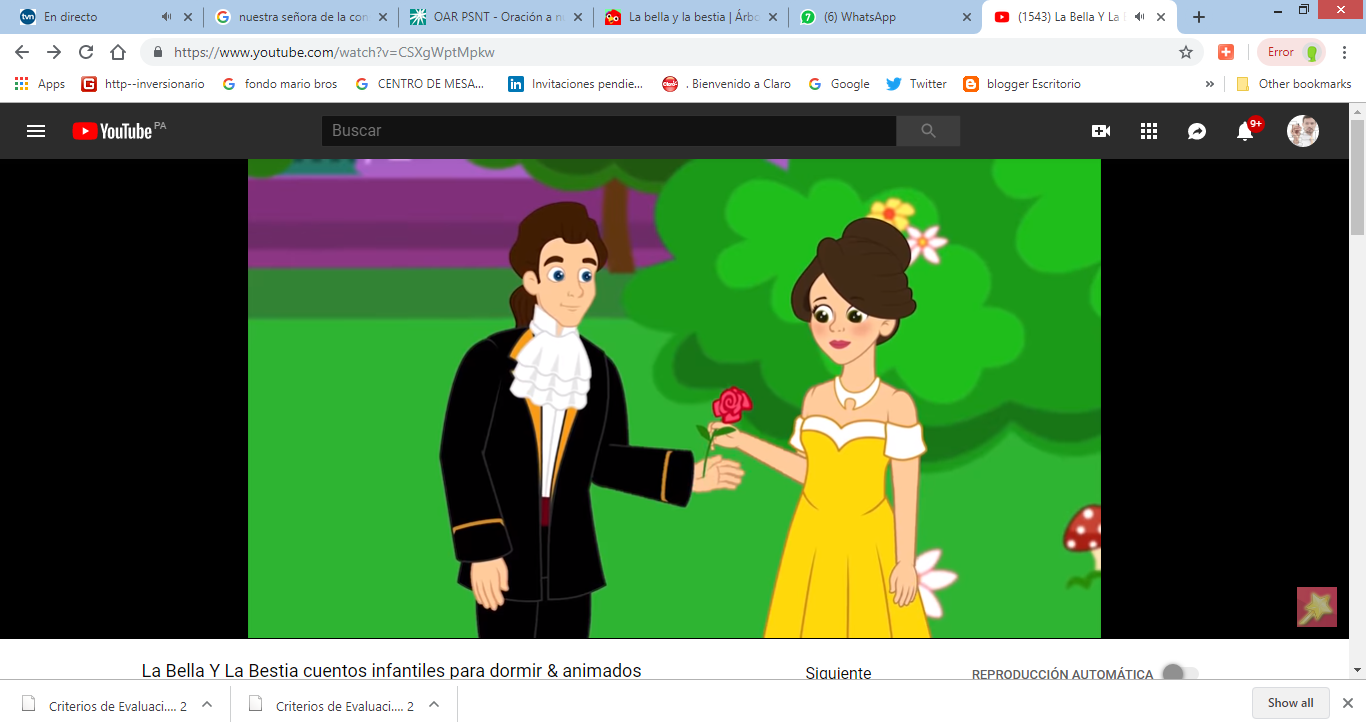 tvn En directo
nuestra señora de la con
OAR PSNT - Oración a n
La bella y la bestia | Árbo
(6) WhatsApp
(1543) La Bella Y La
https://www.youtube.com/watch?v=CSXgWptMpkw
Error
Apps
http--inversionario
fondo mario bros
CENTRO DE MESA...
Invitaciones pendie...
. Bienvenido a Claro
Google
Twitter
blogger Escritorio
»
Other bookmarks
YouTube PA
Buscar
9+
La Bella Y La Bestia cuentos infantiles para dormir & animados
Siguiente
REPRODUCCIÓN AUTOMÁTICA
Criterios de Evaluaci.... 2
Criterios de Evaluaci.... 2
Show all